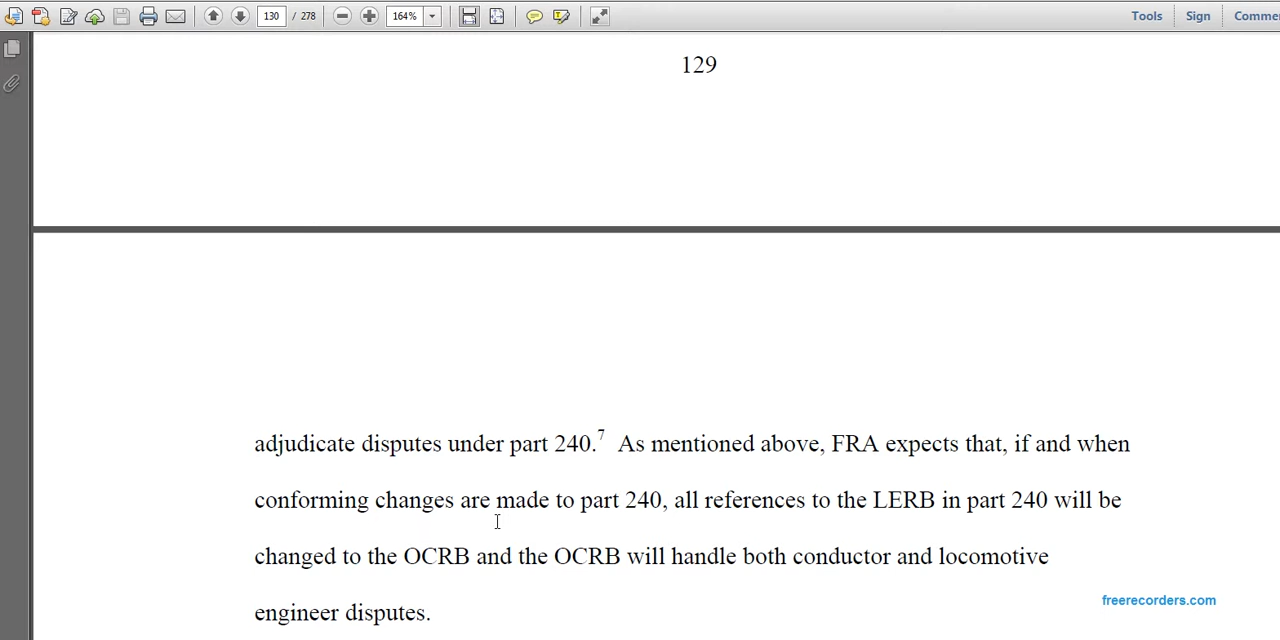 130 / 278 164% Tools Sign Comme
129
adjudicate disputes under part 240.7 As mentioned above, FRA expects that, if and when
conforming changes are made to part 240, all references to the LERB in part 240 will be
changed to the OCRB and the OCRB will handle both conductor and locomotive
engineer disputes.
freerecorders.com